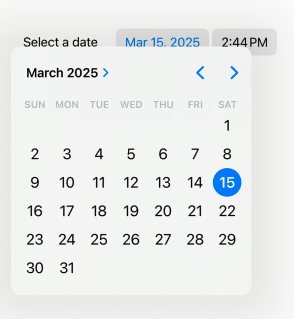 Select a date Mar 15, 2025 2:44 PM
March 2025
SUN MON TUE WED THU FRI SAT
1
2 3 4 5 6 7 8
9 10 11 12 13 14 15
16 17 18 19 20 21 22
23 24 25 26 27 28 29
30 31